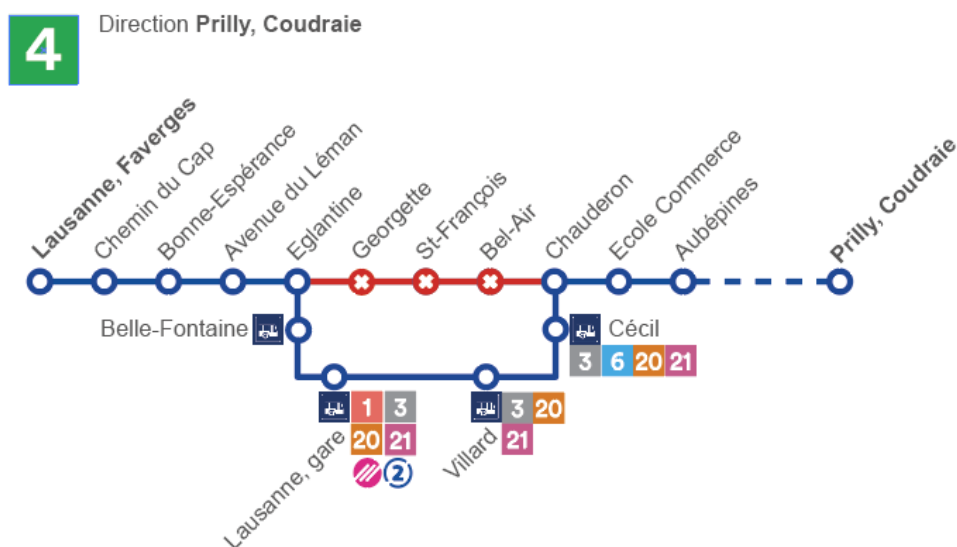 4
Direction Prilly, Coudraie
Lausanne, Faverges
Chemin du Cap
Bonne-Espérance
Avenue du Léman
Eglantine
Georgette
St-François
Bel-Air
Chauderon
Ecole Commerce
Aubépines
Prilly, Coudraie
Belle-Fontaine
Cécil
3 6 20 21
Lausanne, gare
1 3
20 21
2
Villard
3 20
21